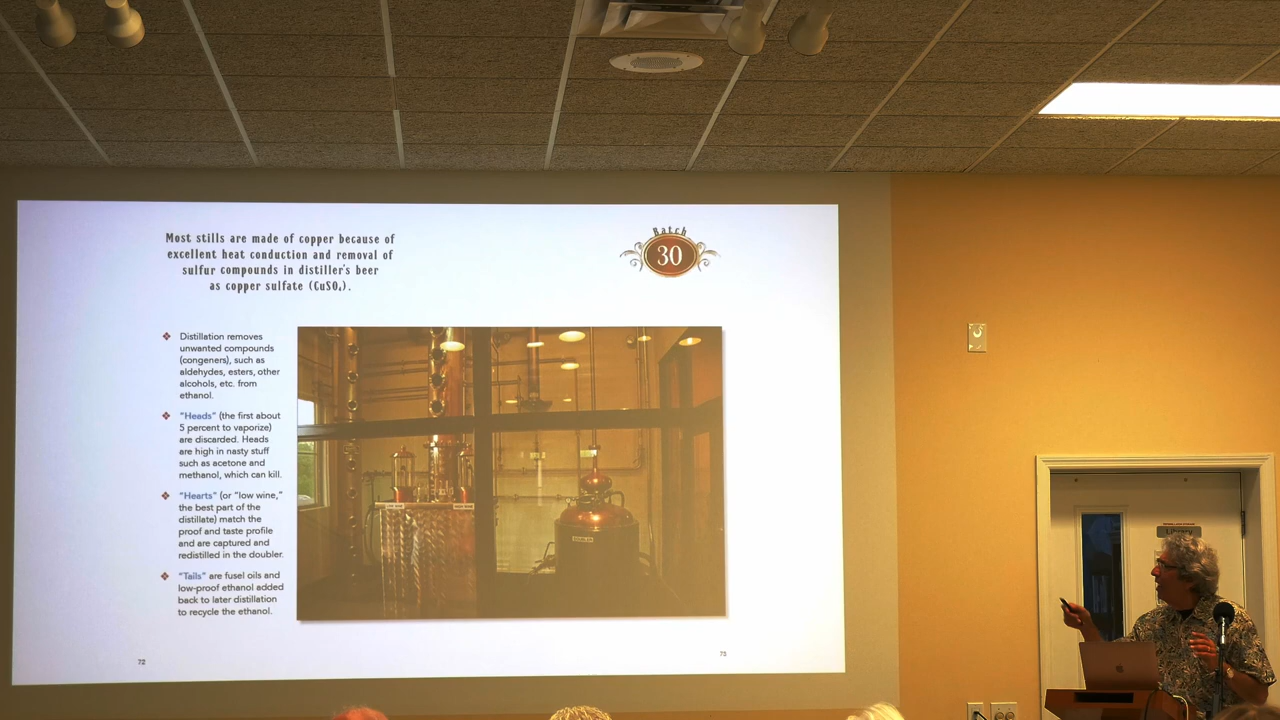 Most stills are made of copper because of
excellent heat conduction and removal of
sulfur compounds in distiller's beer
as copper sulfate (CuSO₄).
Batch
30
❖ Distillation removes
unwanted compounds
(congeners), such as
aldehydes, esters, other
alcohols, etc. from
ethanol.
❖ "Heads" (the first about
5 percent to vaporize)
are discarded. Heads
are high in nasty stuff
such as acetone and
methanol, which can kill.
❖ "Hearts" (or "low wine,"
the best part of the
distillate) match the
proof and taste profile
and are captured and
redistilled in the doubler.
❖ "Tails" are fusel oils and
low-proof ethanol added
back to later distillation
to recycle the ethanol.
72
73
Library